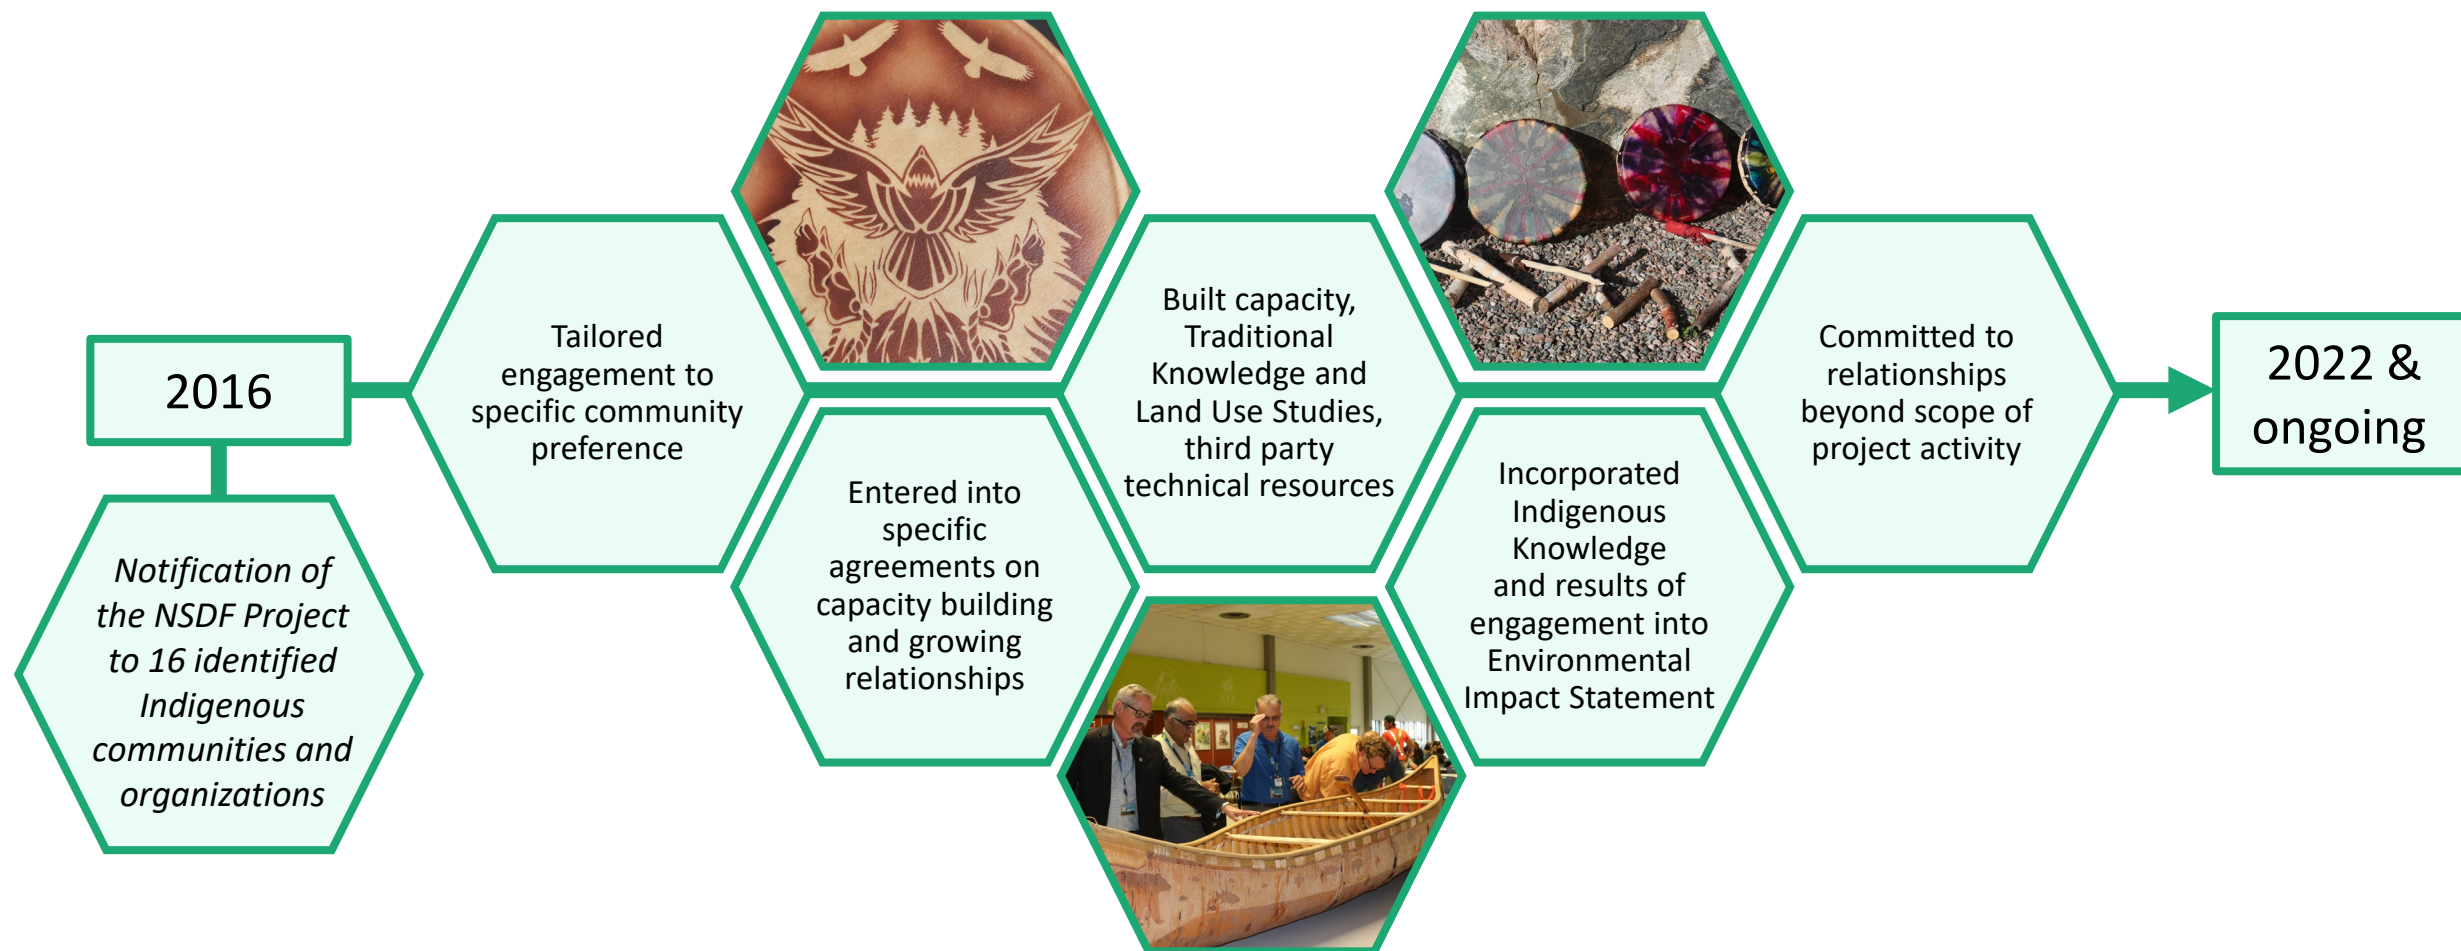 2016
Notification of
the NSDF Project
to 16 identified
Indigenous
communities and
organizations
Tailored
engagement to
specific community
preference
Entered into
specific
agreements on
capacity building
and growing
relationships
Built capacity,
Traditional
Knowledge and
Land Use Studies,
third party
technical resources
Incorporated
Indigenous
Knowledge
and results of
engagement into
Environmental
Impact Statement
Committed to
relationships
beyond scope of
project activity
2022 &
ongoing